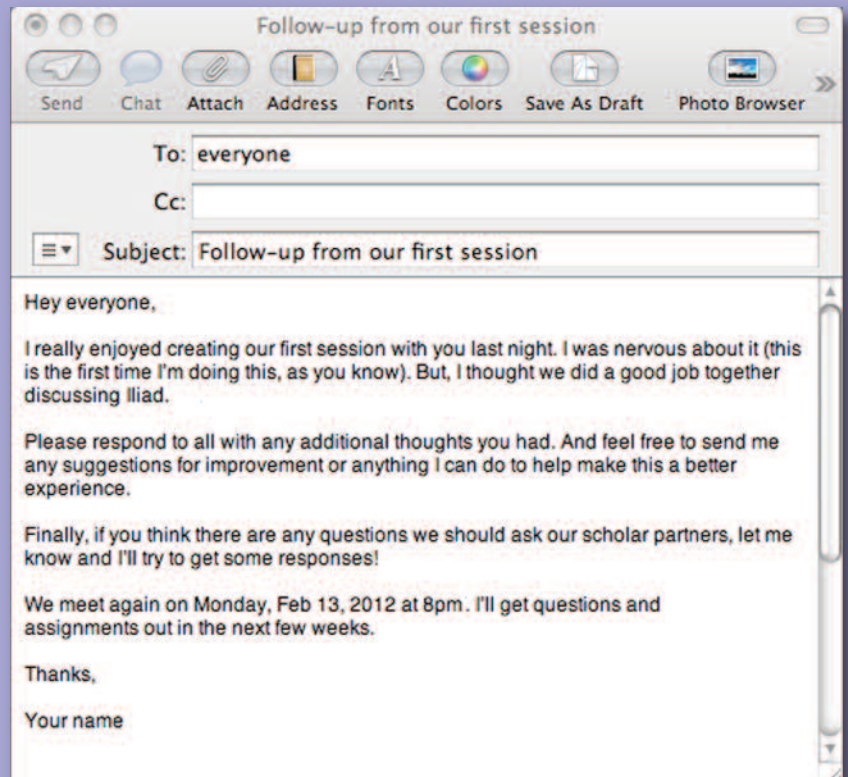 Follow-up from our first session
Send Chat Attach Address Fonts Colors Save As Draft Photo Browser
To: everyone
Cc:
Subject: Follow-up from our first session
Hey everyone,
I really enjoyed creating our first session with you last night. I was nervous about it (this
is the first time I'm doing this, as you know). But, I thought we did a good job together
discussing Iliad.
Please respond to all with any additional thoughts you had. And feel free to send me
any suggestions for improvement or anything I can do to help make this a better
experience.
Finally, if you think there are any questions we should ask our scholar partners, let me
know and I'll try to get some responses!
We meet again on Monday, Feb 13, 2012 at 8pm. I'll get questions and
assignments out in the next few weeks.
Thanks,
Your name